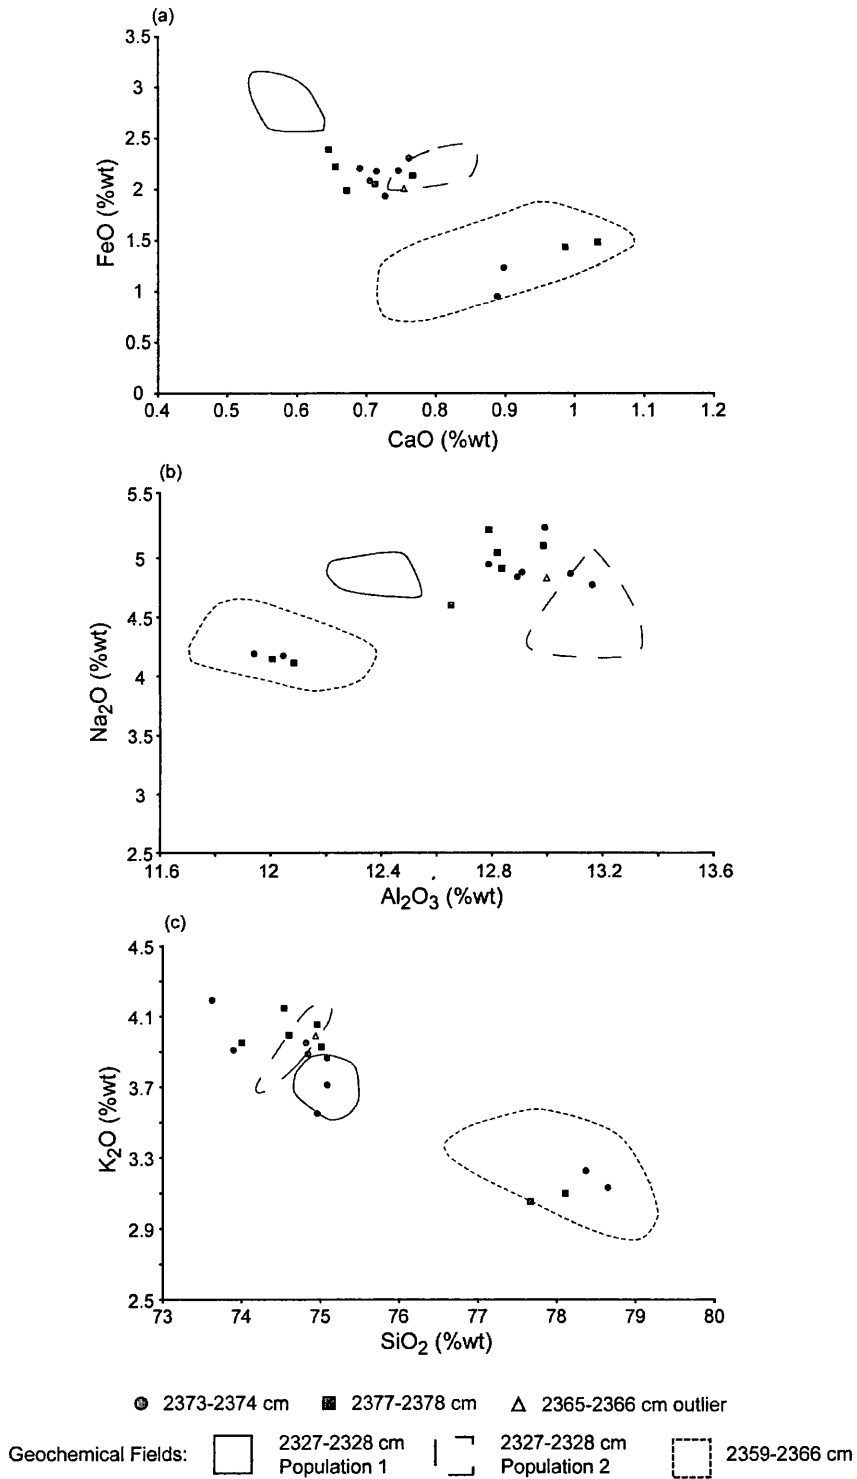 (a)
3.5
3
2.5
2
1.5
1
0.5
0
FeO (%wt)
0.4 0.5 0.6 0.7 0.8 0.9 1 1.1 1.2
CaO (%wt)
(b)
5.5
5
4.5
4
3.5
3
2.5
Na₂O (%wt)
11.6 12 12.4 12.8 13.2 13.6
Al₂O₃ (%wt)
(c)
4.5
4.1
3.7
3.3
2.9
2.5
K₂O (%wt)
73 74 75 76 77 78 79 80
SiO₂ (%wt)
2373-2374 cm 2377-2378 cm 2365-2366 cm outlier
Geochemical Fields: 2327-2328 cm Population 1 2327-2328 cm Population 2 2359-2366 cm